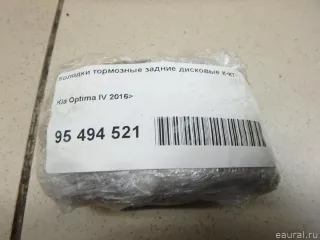 колодки тормозные задние дисковые к-кт
Kia Optima IV 2016>
95 494 521
© eaural.ru